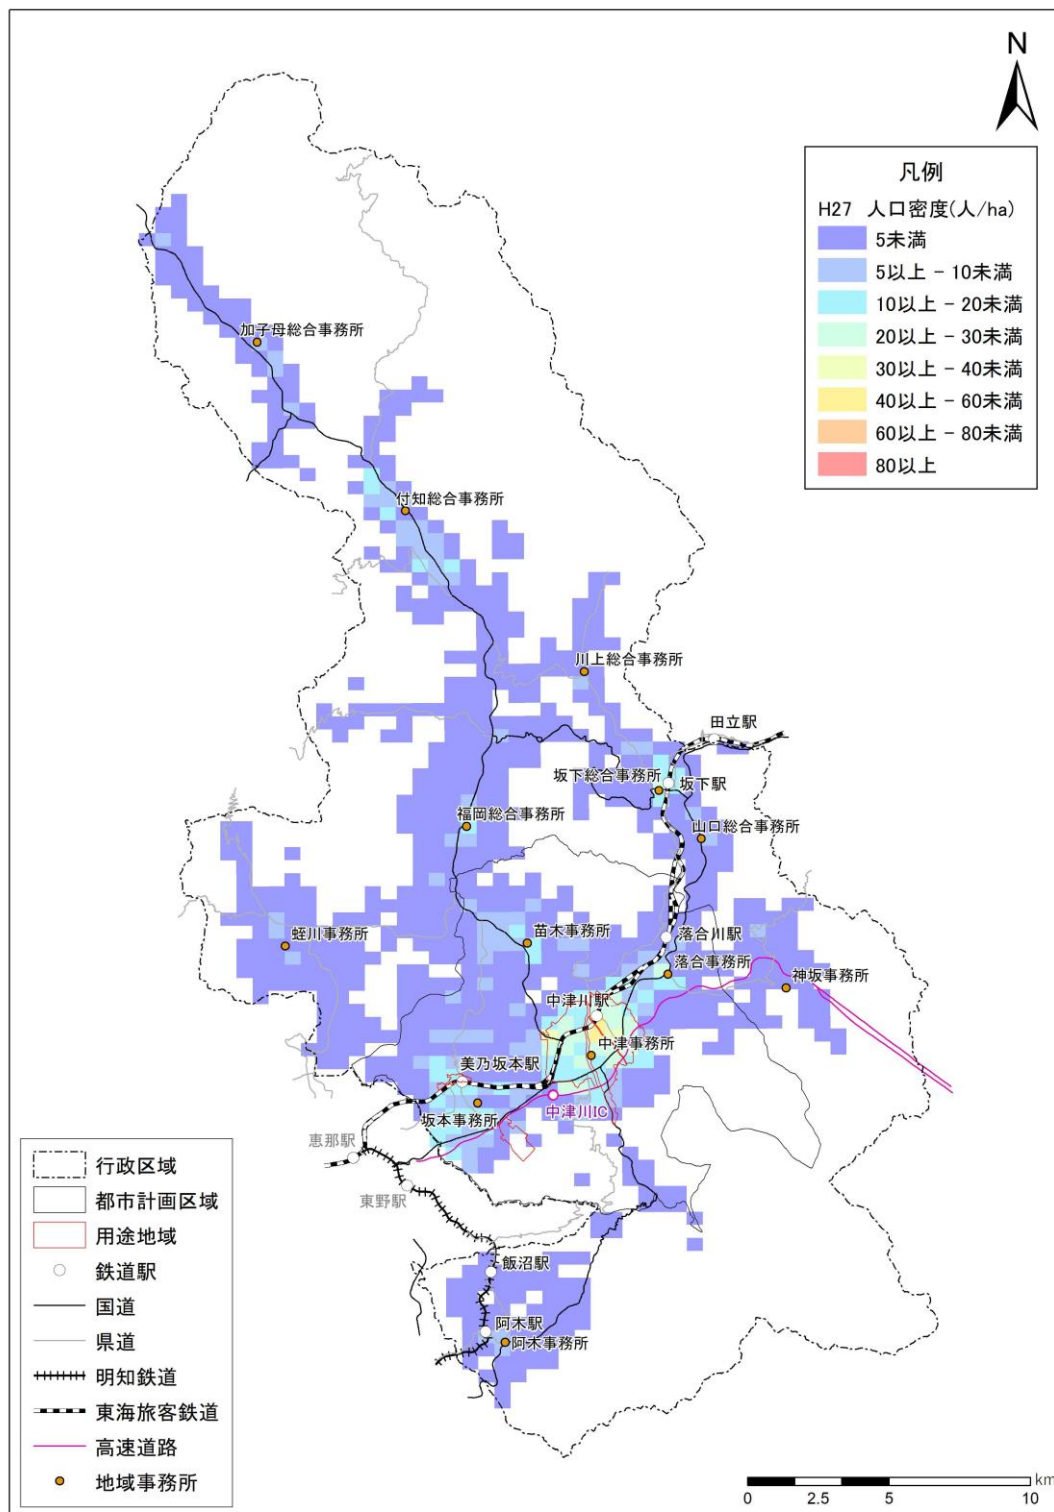 N
凡例
H27 人口密度(人/ha)
5未満
5以上 - 10未満
10以上 - 20未満
20以上 - 30未満
30以上 - 40未満
40以上 - 60未満
60以上 - 80未満
80以上
加子母総合事務所
付知総合事務所
川上総合事務所
田立駅
坂下総合事務所
坂下駅
福岡総合事務所
山口総合事務所
苗木事務所
落合川駅
蛭川事務所
落合事務所
神坂事務所
中津川駅
中津事務所
美乃坂本駅
中津川IC
坂本事務所
恵那駅
東野駅
飯沼駅
阿木駅
阿木事務所
行政区域
都市計画区域
用途地域
鉄道駅
国道
県道
明知鉄道
東海旅客鉄道
高速道路
地域事務所
km
0 2.5 5 10